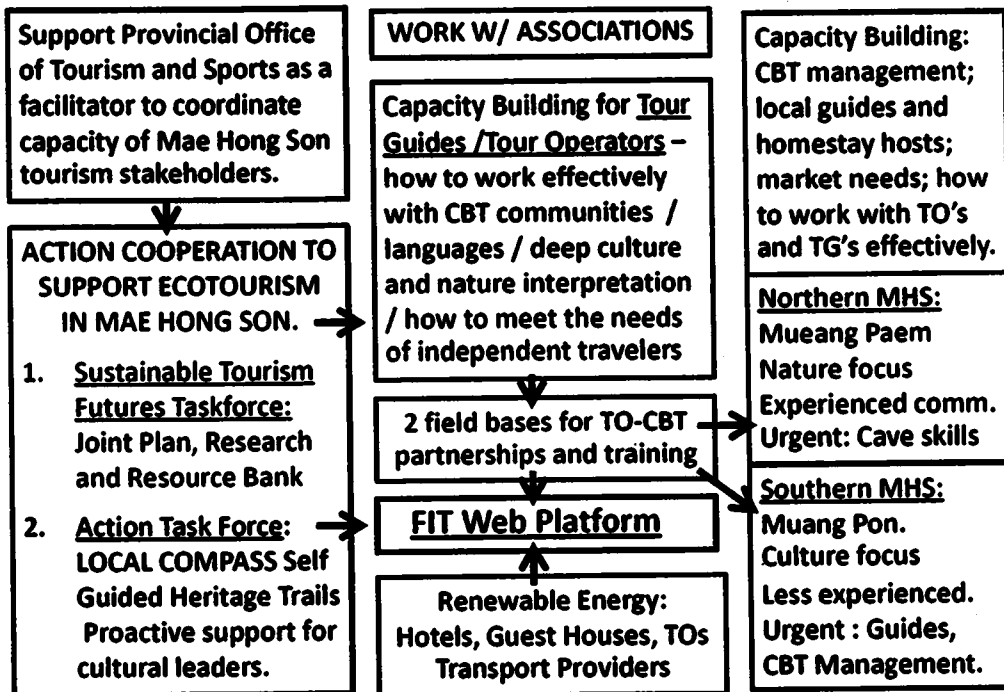 Support Provincial Office
of Tourism and Sports as a
facilitator to coordinate
capacity of Mae Hong Son
tourism stakeholders.
ACTION COOPERATION TO
SUPPORT ECOTOURISM
IN MAE HONG SON.
1. Sustainable Tourism
Futures Taskforce:
Joint Plan, Research
and Resource Bank
2. Action Task Force:
LOCAL COMPASS Self
Guided Heritage Trails
Proactive support for
cultural leaders.
WORK W/ ASSOCIATIONS
Capacity Building for Tour
Guides /Tour Operators –
how to work effectively
with CBT communities /
languages / deep culture
and nature interpretation
/ how to meet the needs
of independent travelers
2 field bases for TO-CBT
partnerships and training
FIT Web Platform
Renewable Energy:
Hotels, Guest Houses, TOs
Transport Providers
Capacity Building:
CBT management;
local guides and
homestay hosts;
market needs; how
to work with TO's
and TG's effectively.
Northern MHS:
Mueang Paem
Nature focus
Experienced comm.
Urgent: Cave skills
Southern MHS:
Muang Pon.
Culture focus
Less experienced.
Urgent : Guides,
CBT Management.